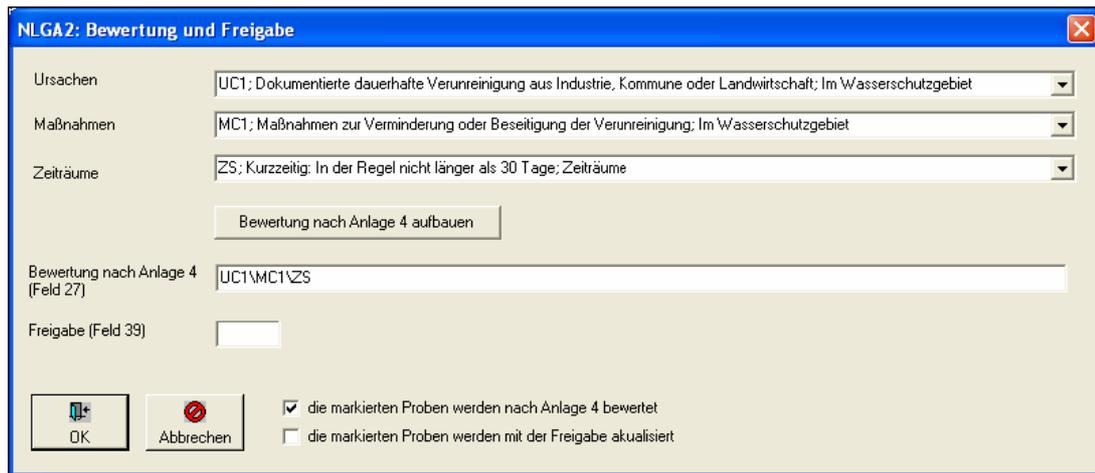 NLGA2: Bewertung und Freigabe
Ursachen
UC1; Dokumentierte dauerhafte Verunreinigung aus Industrie, Kommune oder Landwirtschaft; Im Wasserschutzgebiet
Maßnahmen
MC1; Maßnahmen zur Verminderung oder Beseitigung der Verunreinigung; Im Wasserschutzgebiet
Zeiträume
ZS; Kurzzeitig: In der Regel nicht länger als 30 Tage; Zeiträume
Bewertung nach Anlage 4 aufbauen
Bewertung nach Anlage 4
(Feld 27)
UC1\MC1\ZS
Freigabe (Feld 39)
OK
Abbrechen
die markierten Proben werden nach Anlage 4 bewertet
die markierten Proben werden mit der Freigabe akualisiert